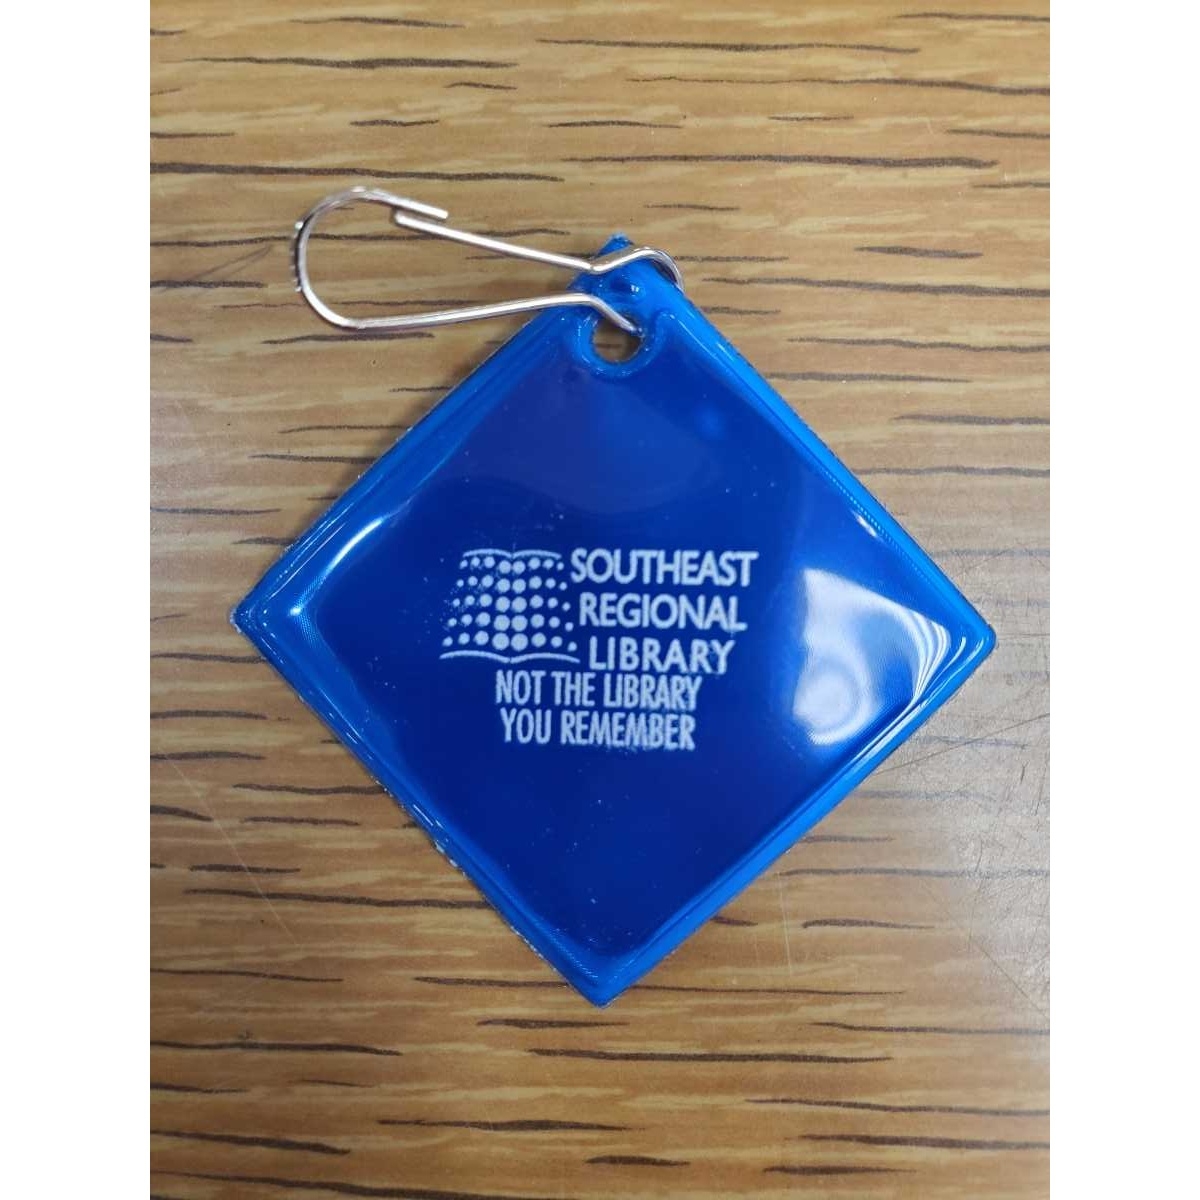 SOUTHEAST
REGIONAL
LIBRARY
NOT THE LIBRARY
YOU REMEMBER